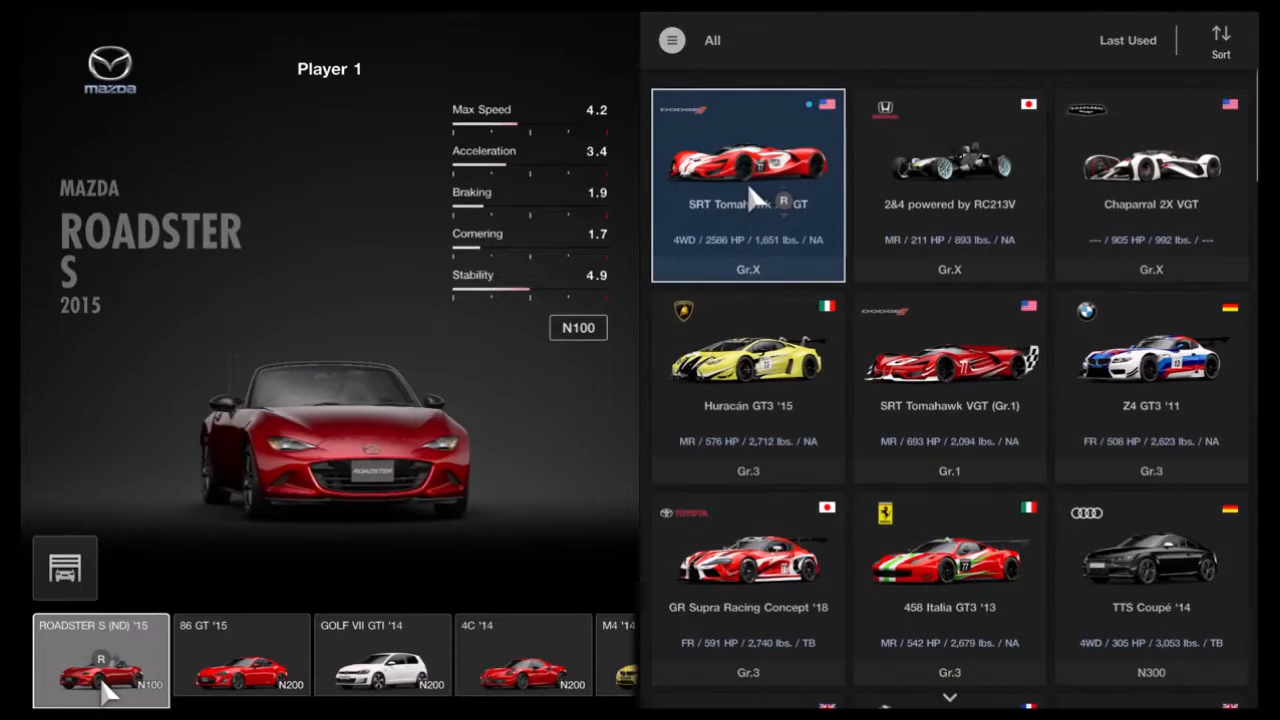 mazda
Player 1
MAZDA
ROADSTER
S
2015
Max Speed 4.2
Acceleration 3.4
Braking 1.9
Cornering 1.7
Stability 4.9
N100
ROADSTER
ROADSTER S (ND) '15
R
N100
86 GT '15
N200
GOLF VII GTI '14
N200
4C '14
N200
M4 '14
All
Last Used
Sort
DODGE
SRT Tomahawk GT
R
4WD / 2586 HP / 1,651 lbs. / NA
Gr.X
HONDA
2&4 powered by RC213V
MR / 211 HP / 893 lbs. / NA
Gr.X
CHAPARRAL
Chaparral 2X VGT
--- / 905 HP / 992 lbs. / ---
Gr.X
Huracán GT3 '15
MR / 576 HP / 2,712 lbs. / NA
Gr.3
DODGE
SRT Tomahawk VGT (Gr.1)
MR / 693 HP / 2,094 lbs. / NA
Gr.1
Z4 GT3 '11
FR / 508 HP / 2,623 lbs. / NA
Gr.3
TOYOTA
GR Supra Racing Concept '18
FR / 591 HP / 2,740 lbs. / TB
Gr.3
458 Italia GT3 '13
MR / 542 HP / 2,679 lbs. / NA
Gr.3
TTS Coupé '14
4WD / 305 HP / 3,053 lbs. / TB
N300